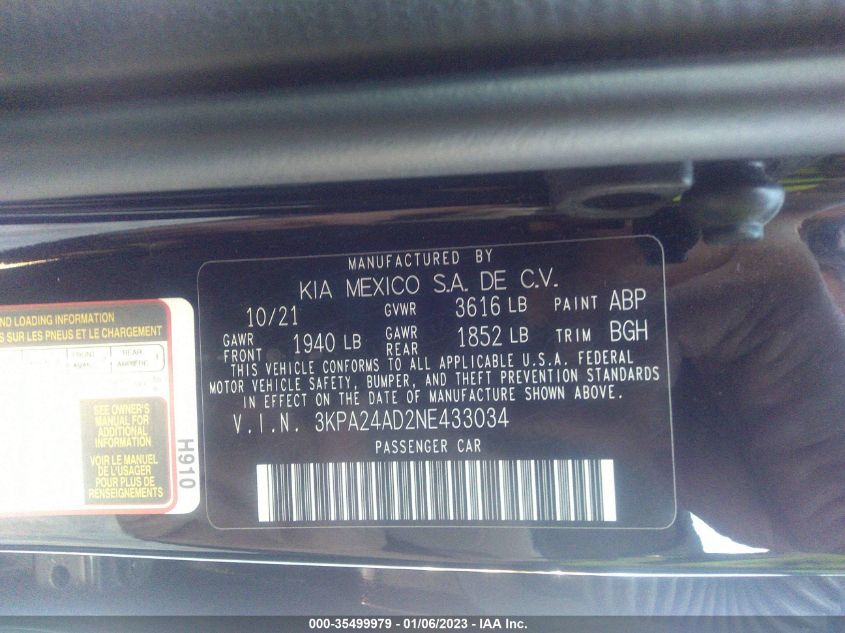 MANUFACTURED BY
KIA MEXICO S.A. DE C.V.
10/21 GVWR 3616 LB PAINT ABP
GAWR FRONT 1940 LB GAWR REAR 1852 LB TRIM BGH
THIS VEHICLE CONFORMS TO ALL APPLICABLE U.S.A. FEDERAL
MOTOR VEHICLE SAFETY, BUMPER, AND THEFT PREVENTION STANDARDS
IN EFFECT ON THE DATE OF MANUFACTURE SHOWN ABOVE.
V.I.N. 3KPA24AD2NE433034
PASSENGER CAR
ND LOADING INFORMATION
S SUR LES PNEUS ET LE CHARGEMENT
FRONT REAR
SEE OWNER'S
MANUAL FOR
ADDITIONAL
INFORMATION
VOIR LE MANUEL
DE L'USAGER
POUR PLUS DE
RENSEIGNEMENTS
H910
000-35499979 — 01/06/2023 — IAA Inc.